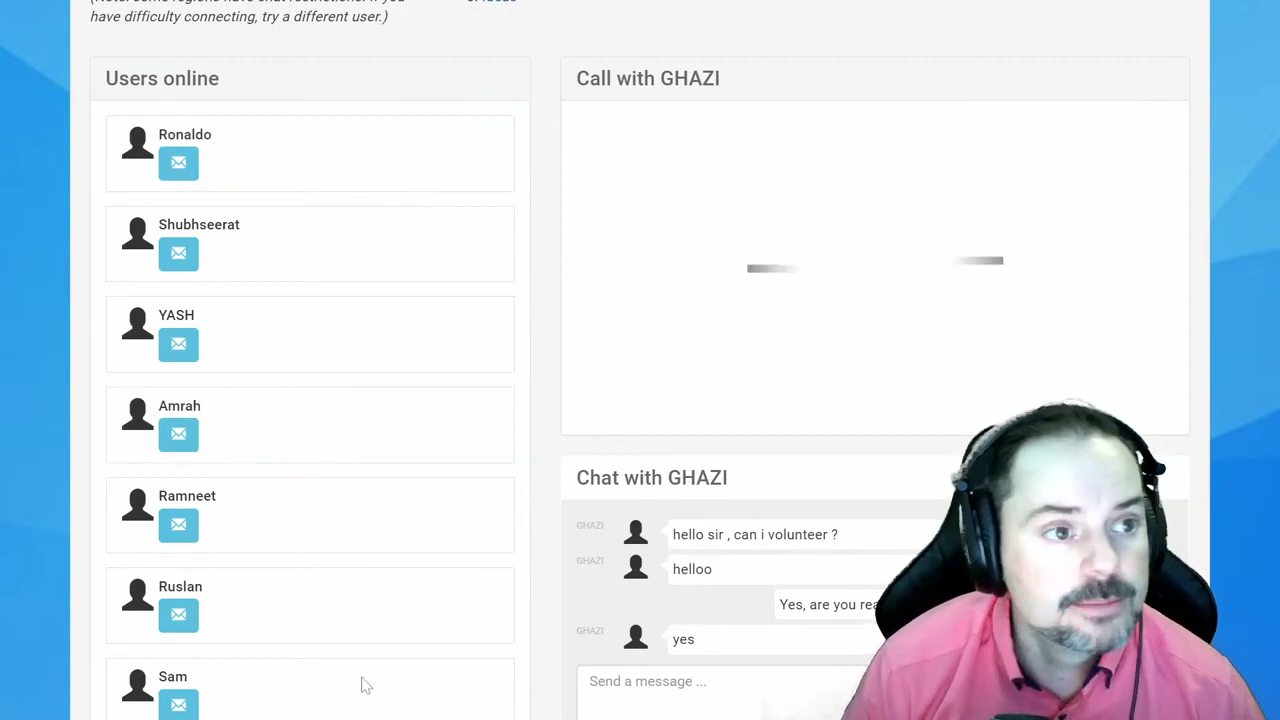 have difficulty connecting, try a different user.)
Users online
Ronaldo
Shubhseerat
YASH
Amrah
Ramneet
Ruslan
Sam
Call with GHAZI
Chat with GHAZI
GHAZI hello sir , can i volunteer ?
GHAZI helloo
Yes, are you
GHAZI yes
Send a message ...